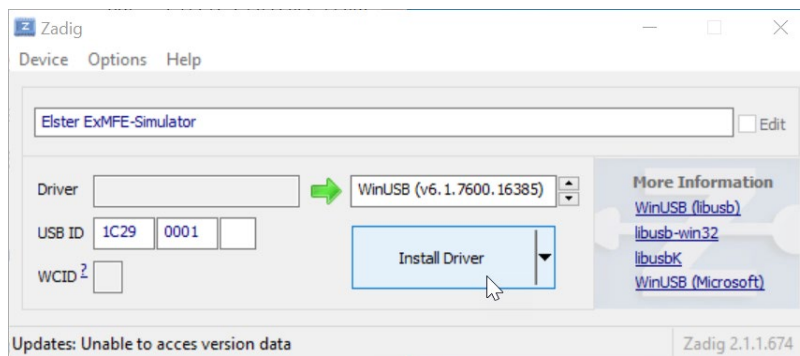 Zadig
Device Options Help
Elster ExMFE-Simulator
Edit
Driver
WinUSB (v6.1.7600.16385)
USB ID 1C29 0001
WCID ?
Install Driver
More Information
WinUSB (libusb)
libusb-win32
libusbK
WinUSB (Microsoft)
Updates: Unable to acces version data
Zadig 2.1.1.674